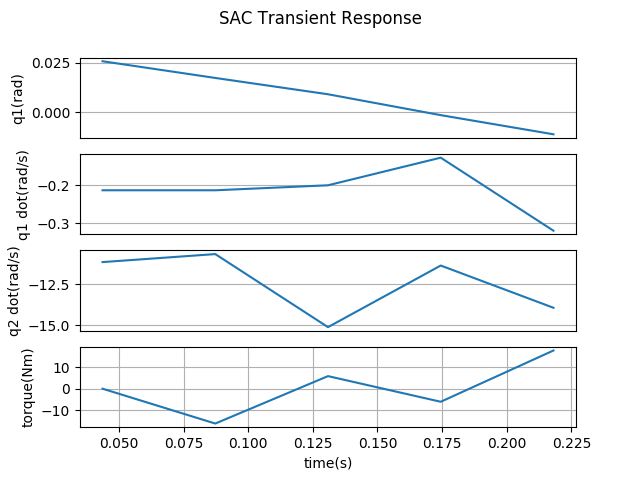 SAC Transient Response
q1(rad)
0.025
0.000
q1 dot(rad/s)
−0.2
−0.3
q2 dot(rad/s)
−12.5
−15.0
torque(Nm)
10
0
−10
0.050 0.075 0.100 0.125 0.150 0.175 0.200 0.225
time(s)